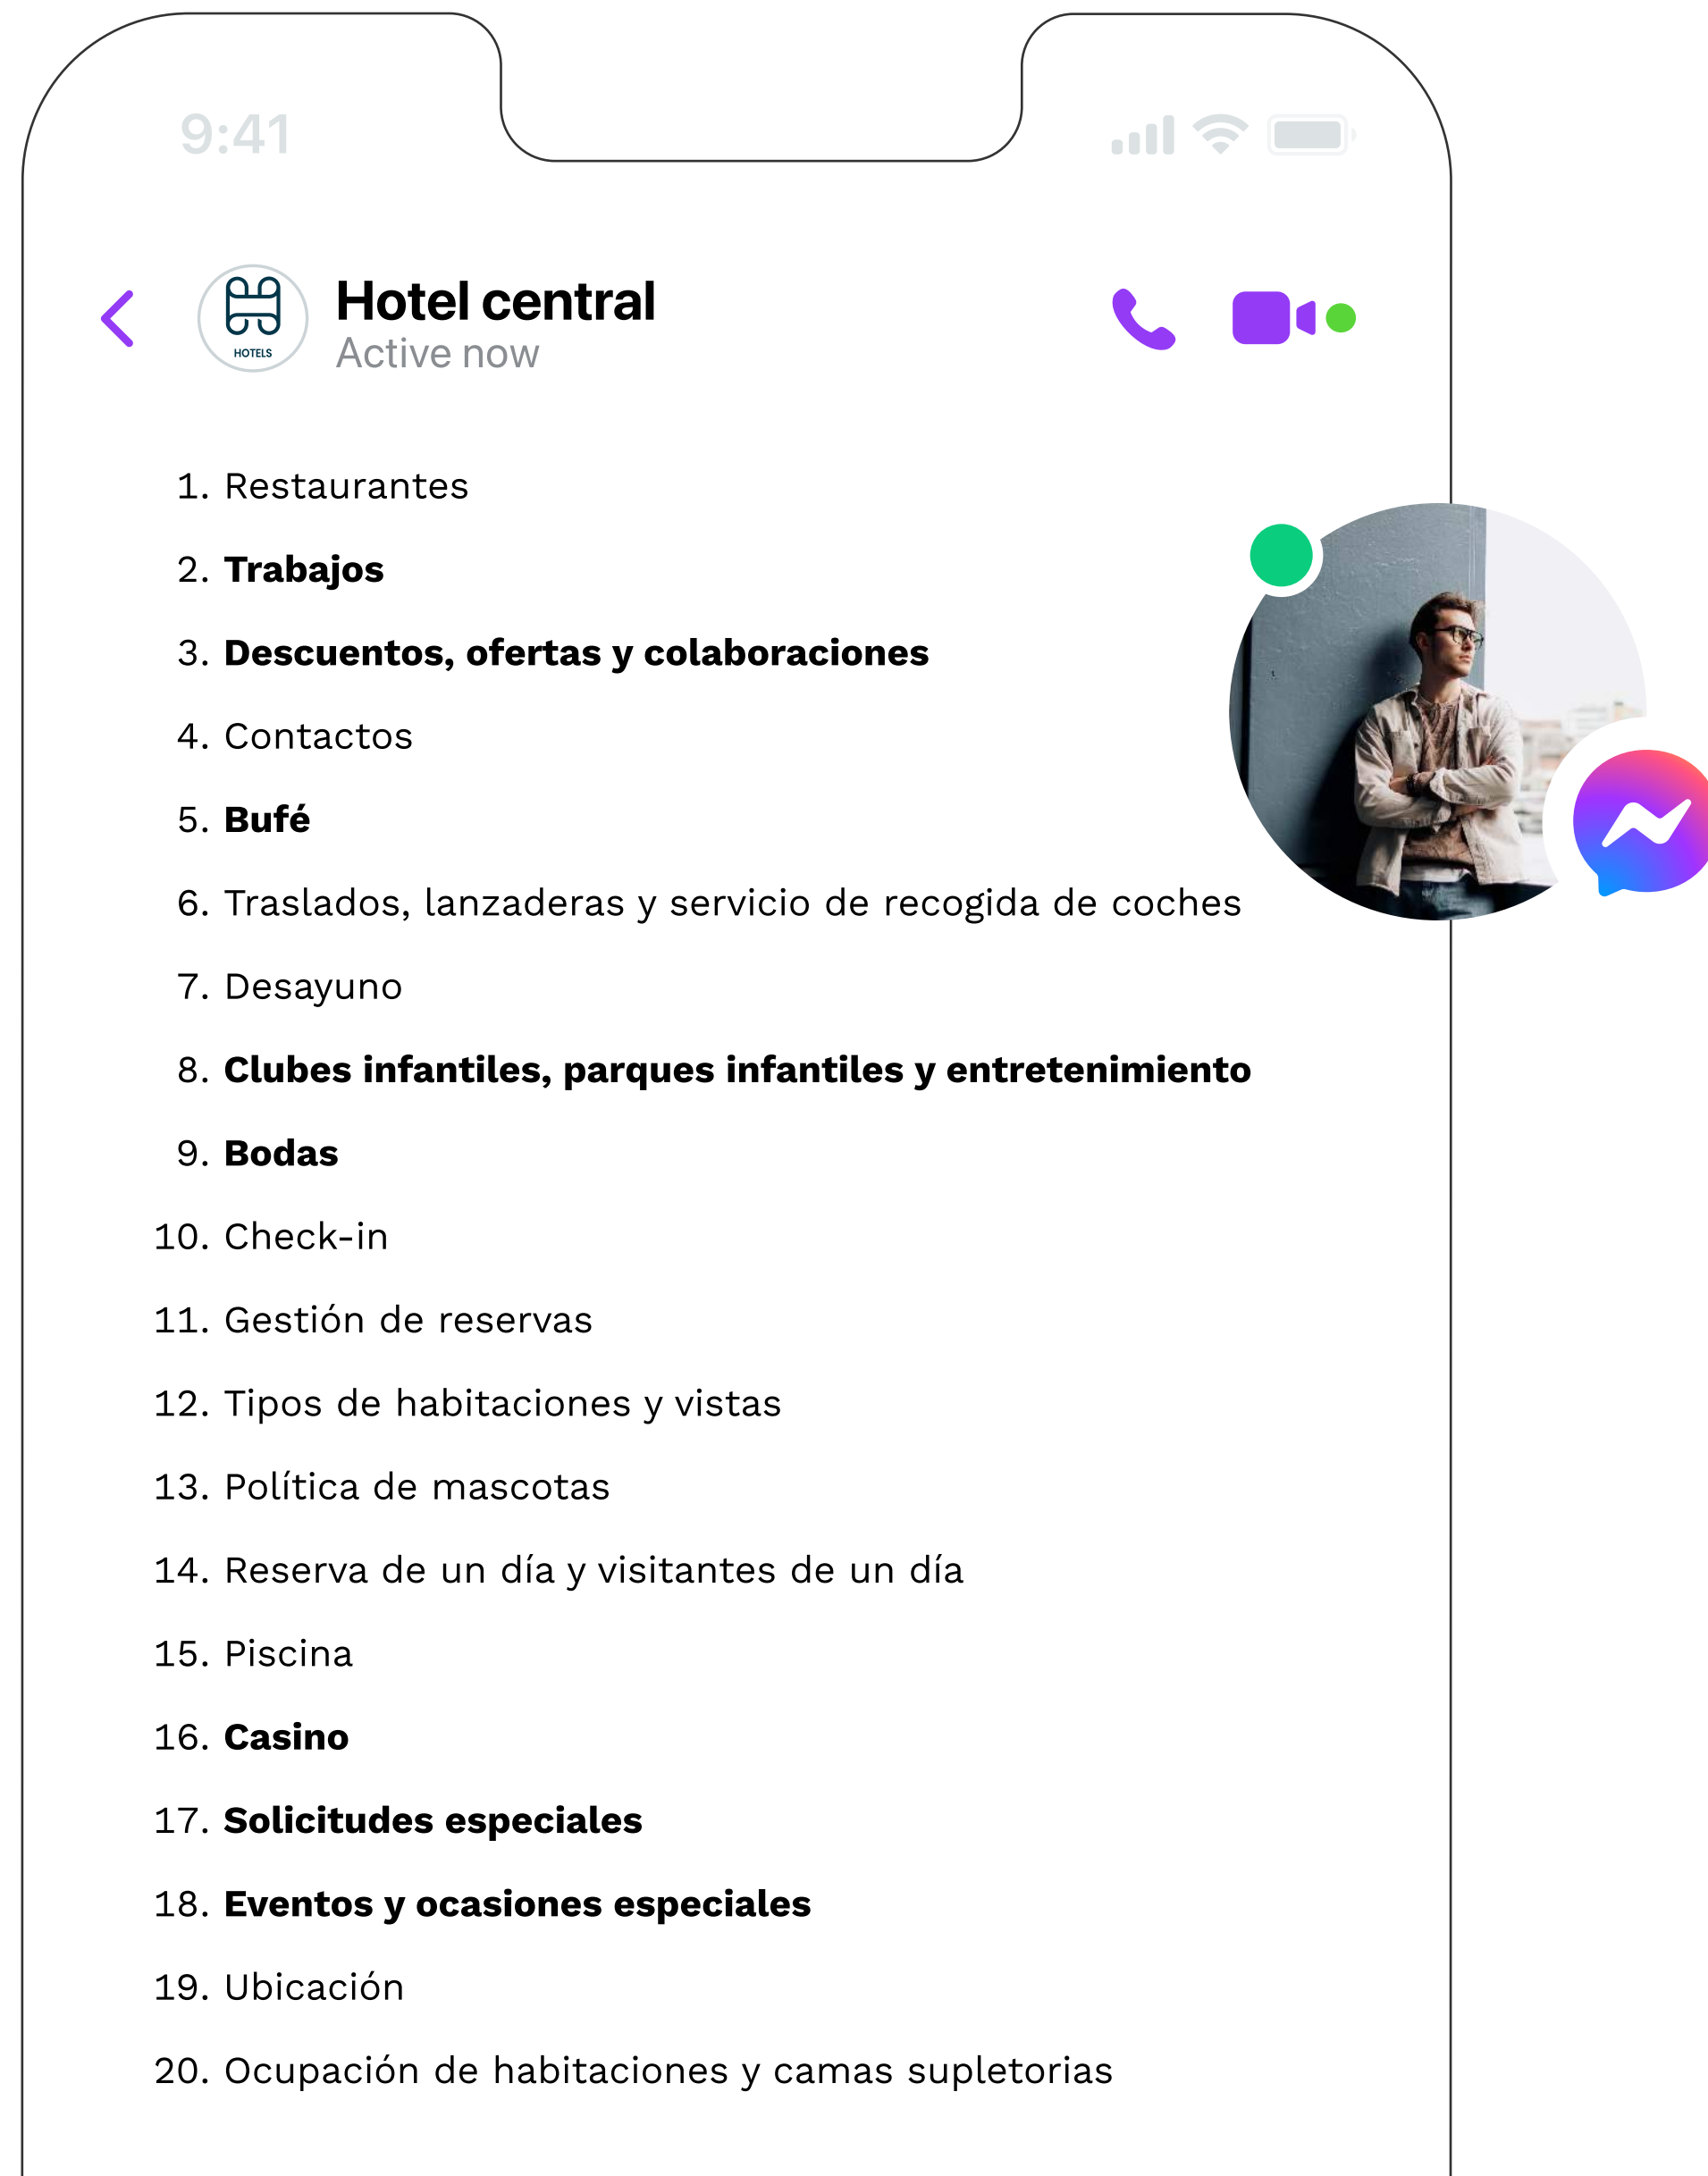 9:41
HOTELS
Hotel central
Active now
1. Restaurantes
2. Trabajos
3. Descuentos, ofertas y colaboraciones
4. Contactos
5. Bufé
6. Traslados, lanzaderas y servicio de recogida de coches
7. Desayuno
8. Clubes infantiles, parques infantiles y entretenimiento
9. Bodas
10. Check-in
11. Gestión de reservas
12. Tipos de habitaciones y vistas
13. Política de mascotas
14. Reserva de un día y visitantes de un día
15. Piscina
16. Casino
17. Solicitudes especiales
18. Eventos y ocasiones especiales
19. Ubicación
20. Ocupación de habitaciones y camas supletorias